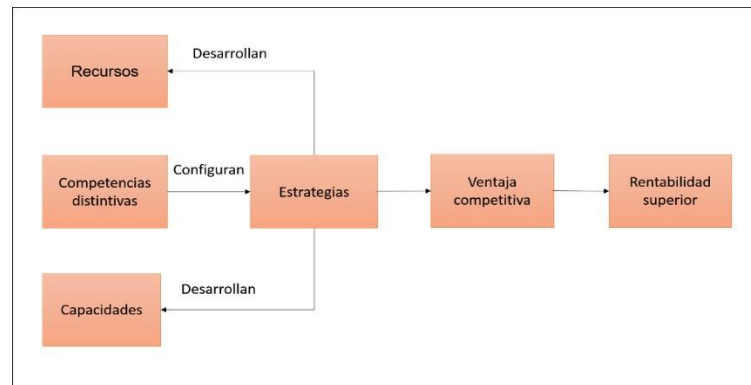 Desarrollan
Recursos
Configuran
Competencias
distintivas
Estrategias
Ventaja
competitiva
Rentabilidad
superior
Desarrollan
Capacidades